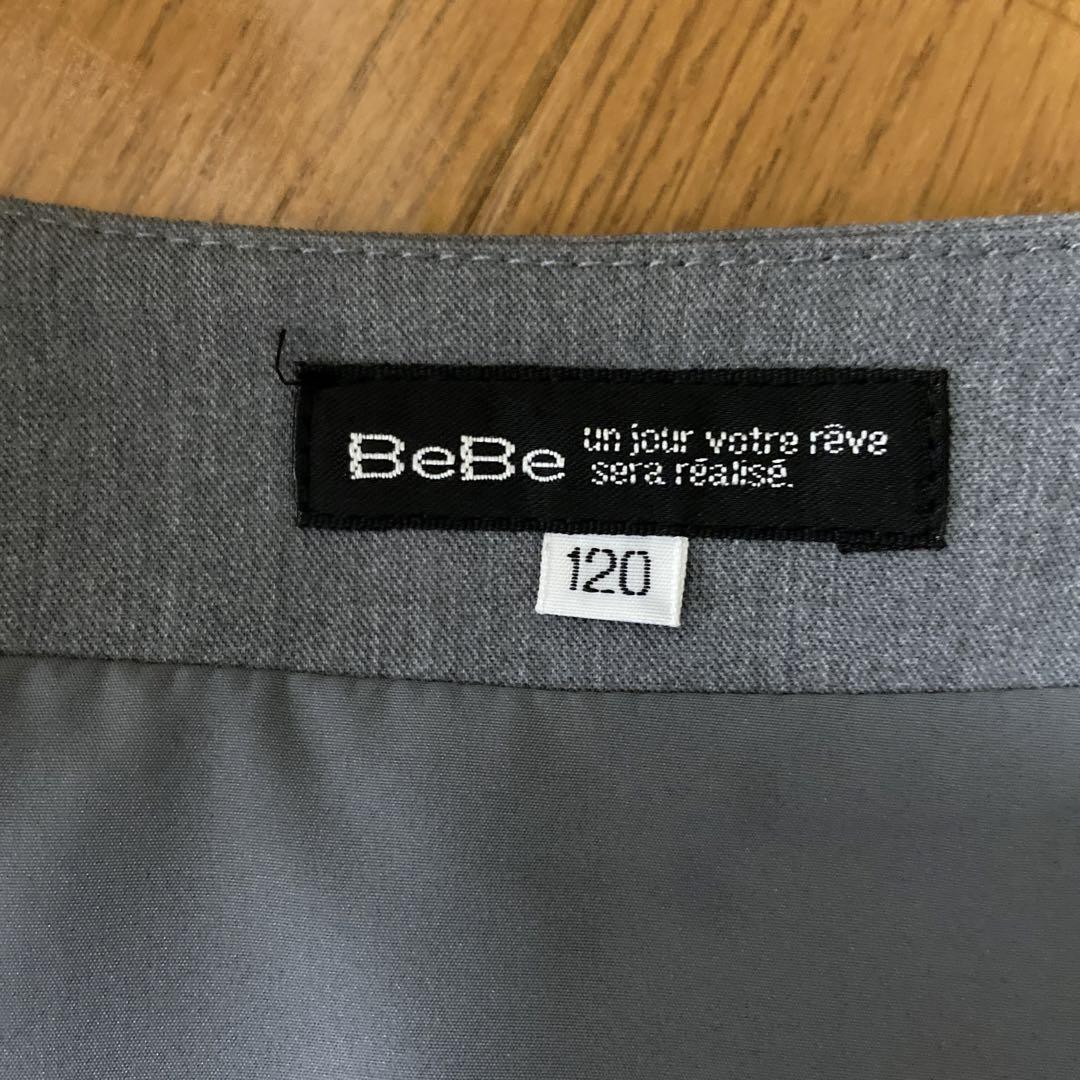 BeBe
un jour votre rêve
sera réalisé.
120